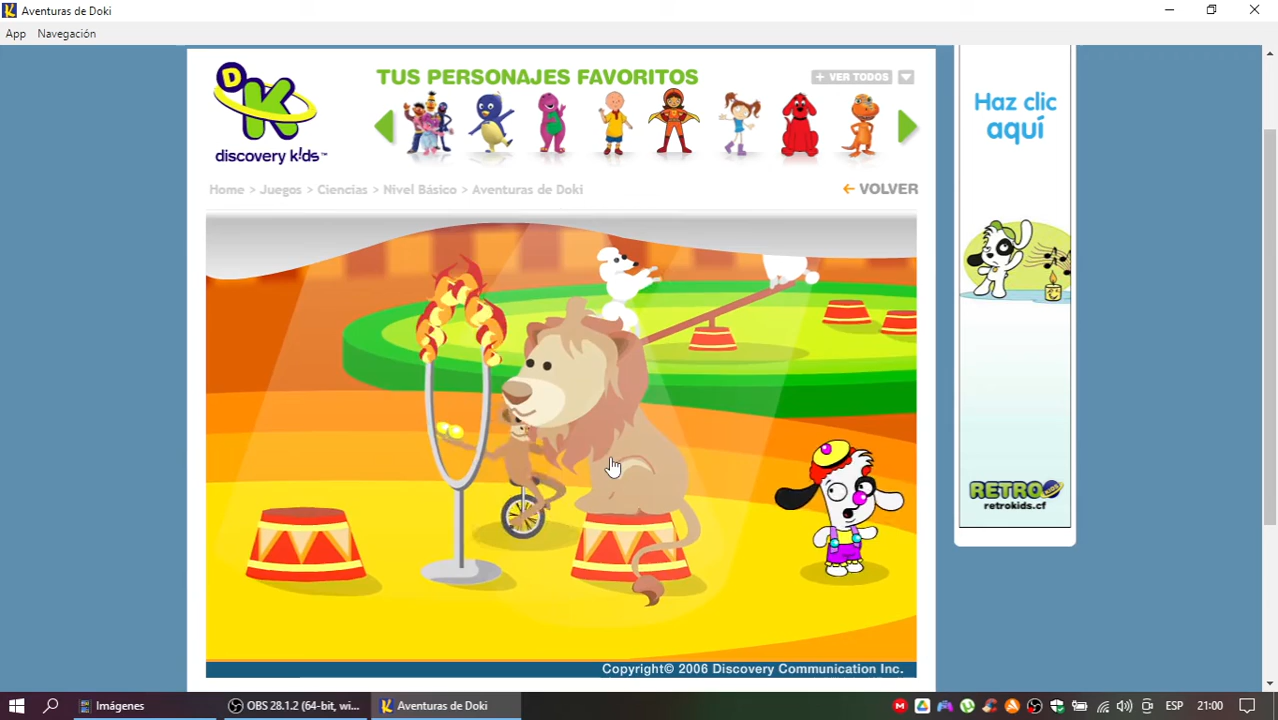 Aventuras de Doki
App Navegación
D
K
discovery k!ds™
TUS PERSONAJES FAVORITOS
+ VER TODOS
Home > Juegos > Ciencias > Nivel Básico > Aventuras de Doki
← VOLVER
Haz clic
aquí
RETRO
retrokids.cf
Copyright© 2006 Discovery Communication Inc.
Imágenes
OBS 28.1.2 (64-bit, wi...
Aventuras de Doki
ESP
21:00